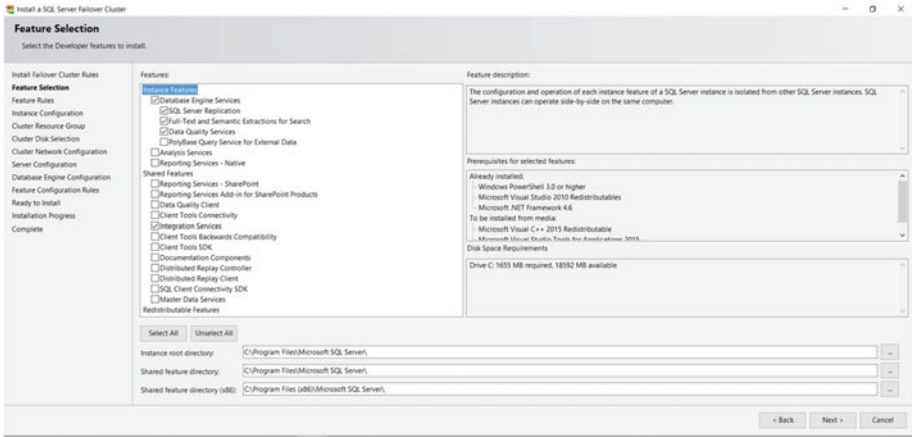 Install a SQL Server Failover Cluster
Feature Selection
Select the Developer features to install.
Install Failover Cluster Rules
Feature Selection
Feature Rules
Instance Configuration
Cluster Resource Group
Cluster Disk Selection
Cluster Network Configuration
Server Configuration
Database Engine Configuration
Feature Configuration Rules
Ready to Install
Installation Progress
Complete
Features:
Instance Features
Database Engine Services
SQL Server Replication
Full-Text and Semantic Extractions for Search
Data Quality Services
PolyBase Query Service for External Data
Analysis Services
Reporting Services - Native
Shared Features
Reporting Services - SharePoint
Reporting Services Add-in for SharePoint Products
Data Quality Client
Client Tools Connectivity
Integration Services
Client Tools Backwards Compatibility
Client Tools SDK
Documentation Components
Distributed Replay Controller
Distributed Replay Client
SQL Client Connectivity SDK
Master Data Services
Redistributable Features
Feature description:
The configuration and operation of each instance feature of a SQL Server instance is isolated from other SQL Server instances. SQL
Server instances can operate side-by-side on the same computer.
Prerequisites for selected features:
Already installed:
Windows PowerShell 3.0 or higher
Microsoft Visual Studio 2010 Redistributables
Microsoft .NET Framework 4.6
To be installed from media:
Microsoft Visual C++ 2015 Redistributable
Microsoft Visual Studio Tools for Applications 2015
Disk Space Requirements
Drive C: 1655 MB required, 18592 MB available
Select All
Unselect All
Instance root directory:
C:\Program Files\Microsoft SQL Server\
...
Shared feature directory:
C:\Program Files\Microsoft SQL Server\
...
Shared feature directory (x86):
C:\Program Files (x86)\Microsoft SQL Server\
...
< Back
Next >
Cancel